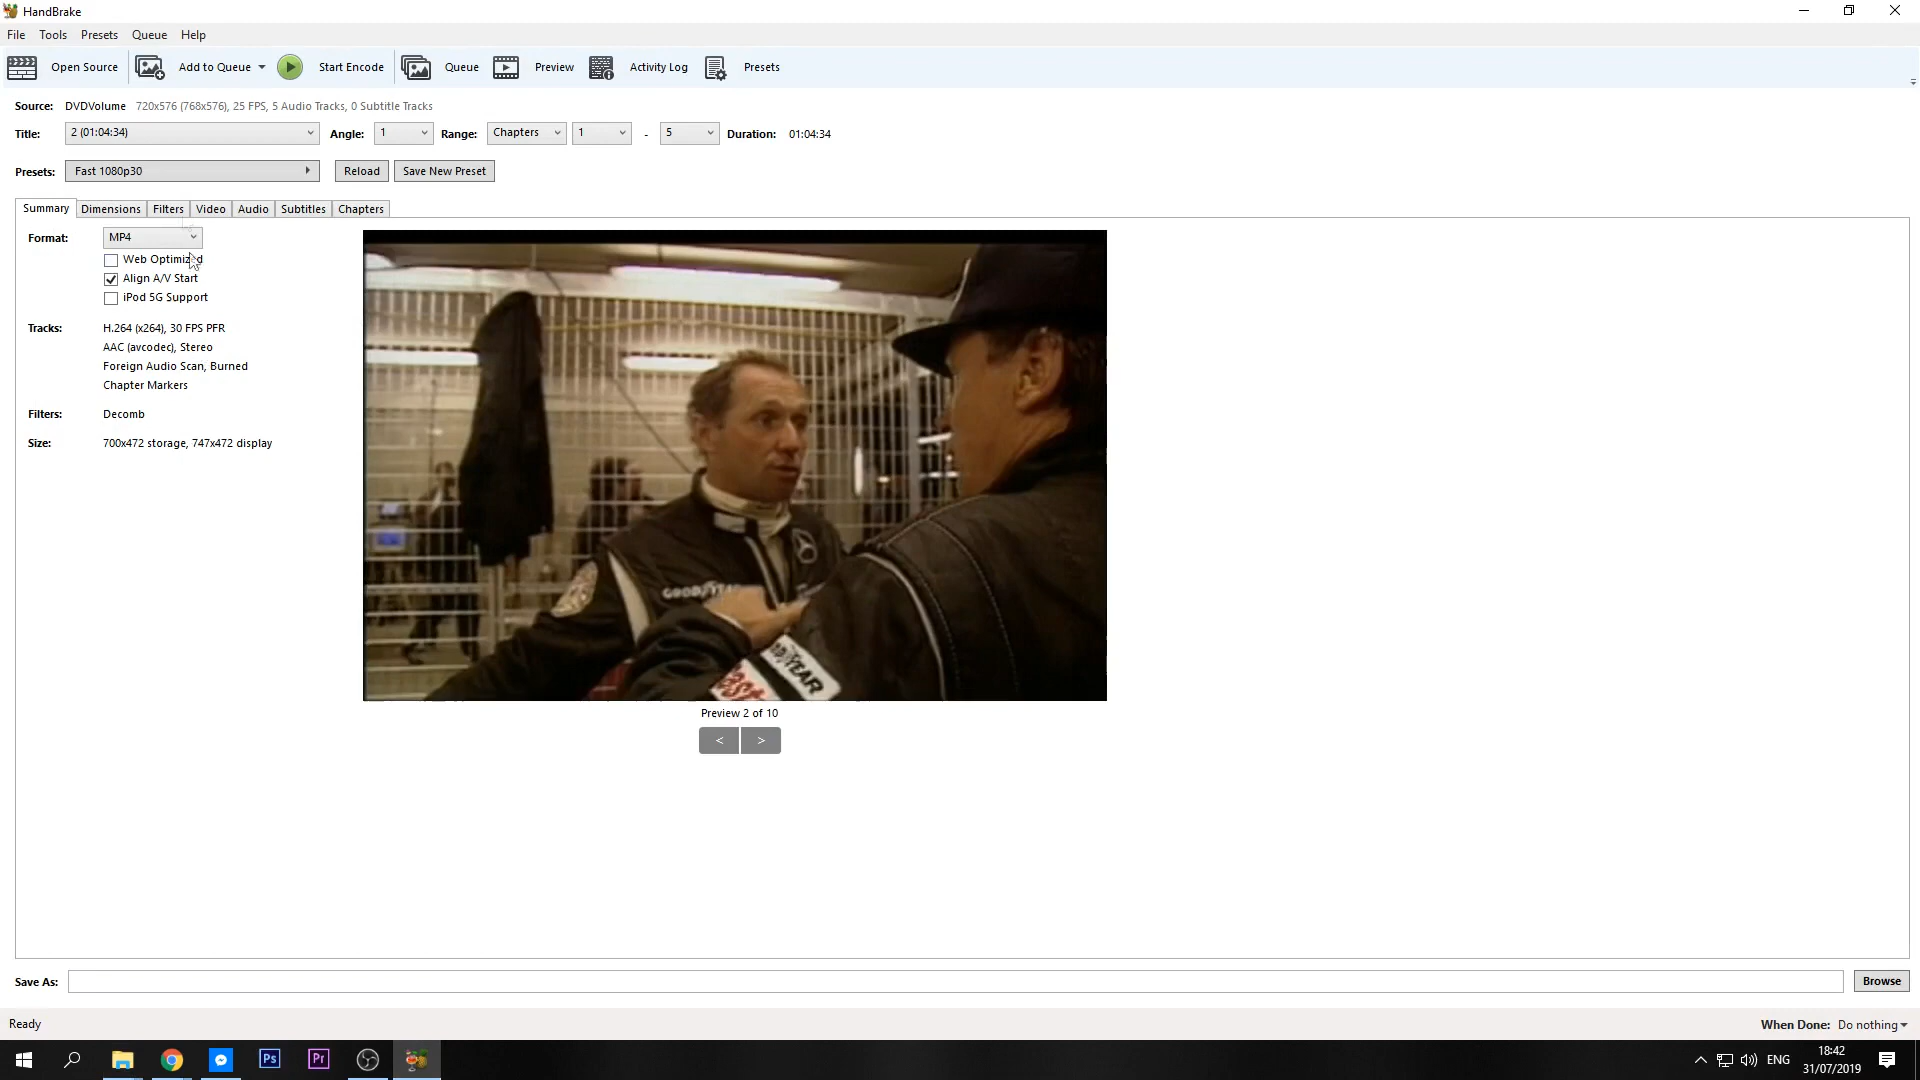 HandBrake
File Tools Presets Queue Help
Open Source Add to Queue Start Encode Queue Preview Activity Log Presets
Source: DVDVolume 720x576 (768x576), 25 FPS, 5 Audio Tracks, 0 Subtitle Tracks
Title: 2 (01:04:34) Angle: 1 Range: Chapters 1 - 5 Duration: 01:04:34
Presets: Fast 1080p30 Reload Save New Preset
Summary Dimensions Filters Video Audio Subtitles Chapters
Format: MP4
Web Optimized
Align A/V Start
iPod 5G Support
Tracks: H.264 (x264), 30 FPS PFR
AAC (avcodec), Stereo
Foreign Audio Scan, Burned
Chapter Markers
Filters: Decomb
Size: 700x472 storage, 747x472 display
GOOD/YEAR
YEAR
Preview 2 of 10
< >
Save As: Browse
Ready When Done: Do nothing
Ps Pr ENG 18:42
31/07/2019